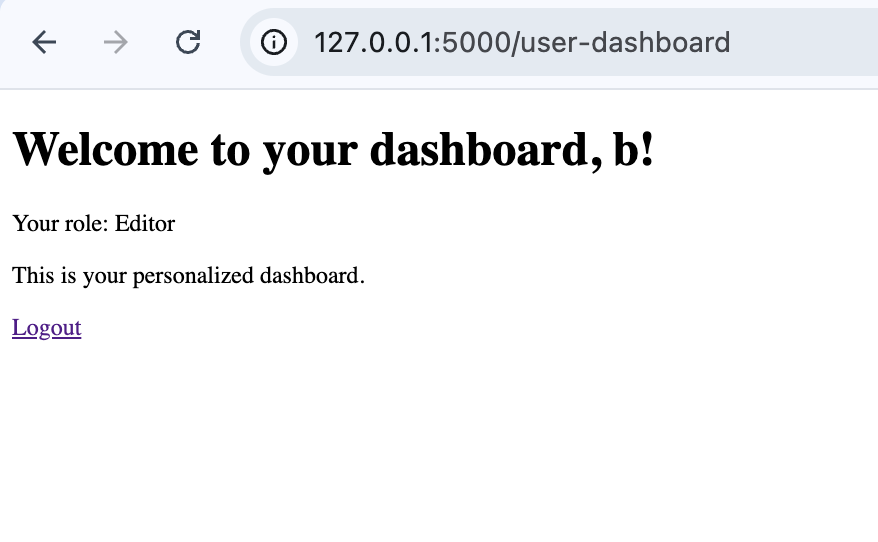 127.0.0.1:5000/user-dashboard
Welcome to your dashboard, b!
Your role: Editor
This is your personalized dashboard.
Logout